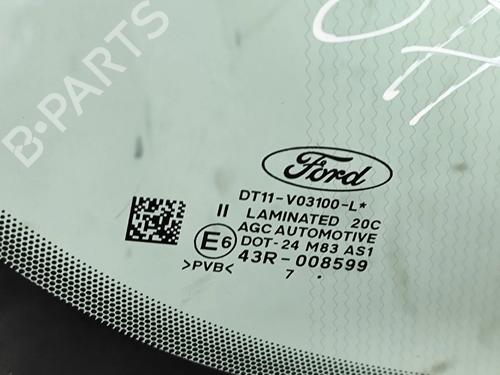 B-PARTS
Ford
DT11-V03100-L*
II LAMINATED 20C
AGC AUTOMOTIVE
E6 DOT-24 M83 AS1
>PVB< 43R-008599
7 .